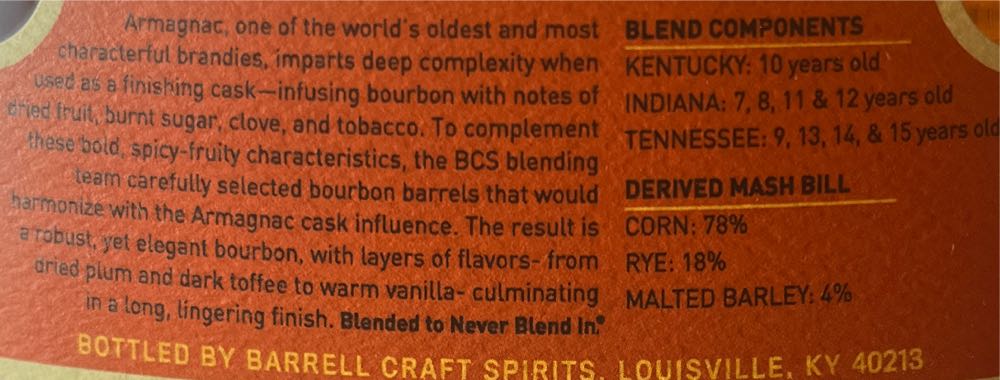 Armagnac, one of the world's oldest and most
characterful brandies, imparts deep complexity when
used as a finishing cask—infusing bourbon with notes of
dried fruit, burnt sugar, clove, and tobacco. To complement
these bold, spicy-fruity characteristics, the BCS blending
team carefully selected bourbon barrels that would
harmonize with the Armagnac cask influence. The result is
a robust, yet elegant bourbon, with layers of flavors- from
dried plum and dark toffee to warm vanilla- culminating
in a long, lingering finish. Blended to Never Blend In.®
BLEND COMPONENTS
KENTUCKY: 10 years old
INDIANA: 7, 8, 11 & 12 years old
TENNESSEE: 9, 13, 14, & 15 years old
DERIVED MASH BILL
CORN: 78%
RYE: 18%
MALTED BARLEY: 4%
BOTTLED BY BARRELL CRAFT SPIRITS, LOUISVILLE, KY 40213